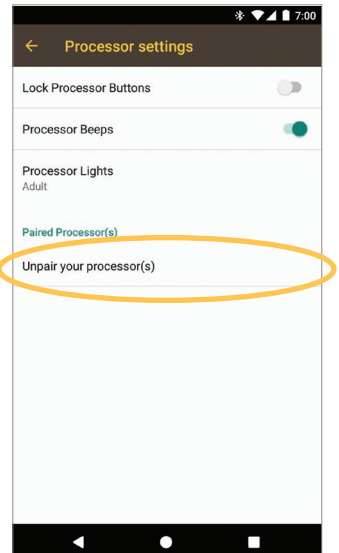 7:00
Processor settings
Lock Processor Buttons
Processor Beeps
Processor Lights
Adult
Paired Processor(s)
Unpair your processor(s)